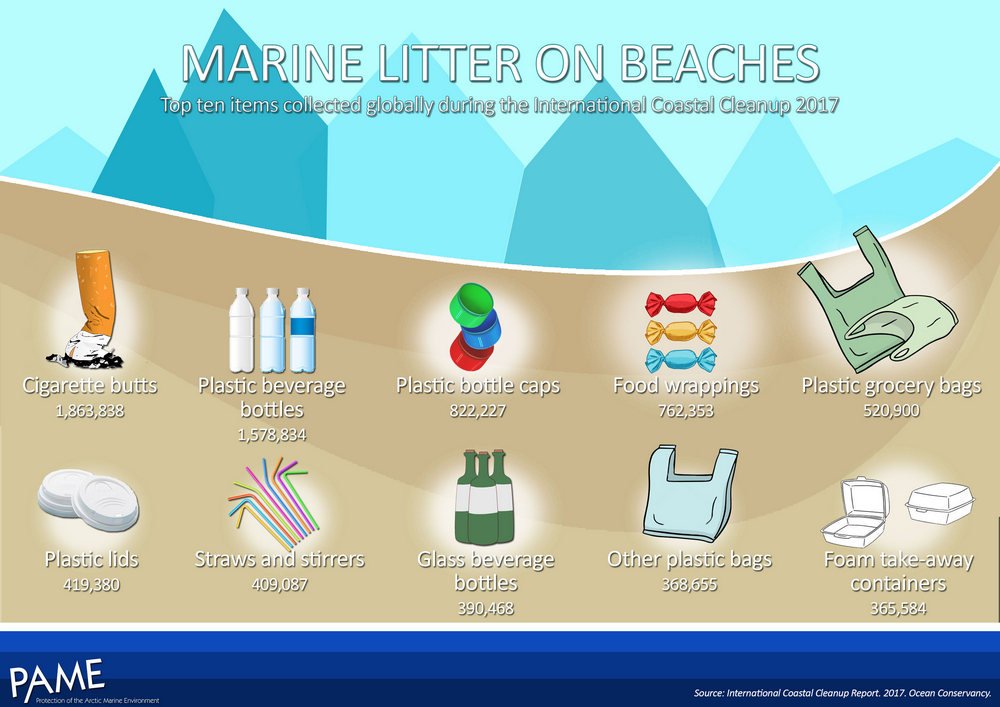 MARINE LITTER ON BEACHES
Top ten items collected globally during the International Coastal Cleanup 2017
Cigarette butts
1,863,838
Plastic beverage
bottles
1,578,834
Plastic bottle caps
822,227
Food wrappings
762,353
Plastic grocery bags
520,900
Plastic lids
419,380
Straws and stirrers
409,087
Glass beverage
bottles
390,468
Other plastic bags
368,655
Foam take-away
containers
365,584
PAME
Protection of the Arctic Marine Environment
Source: International Coastal Cleanup Report. 2017. Ocean Conservancy.